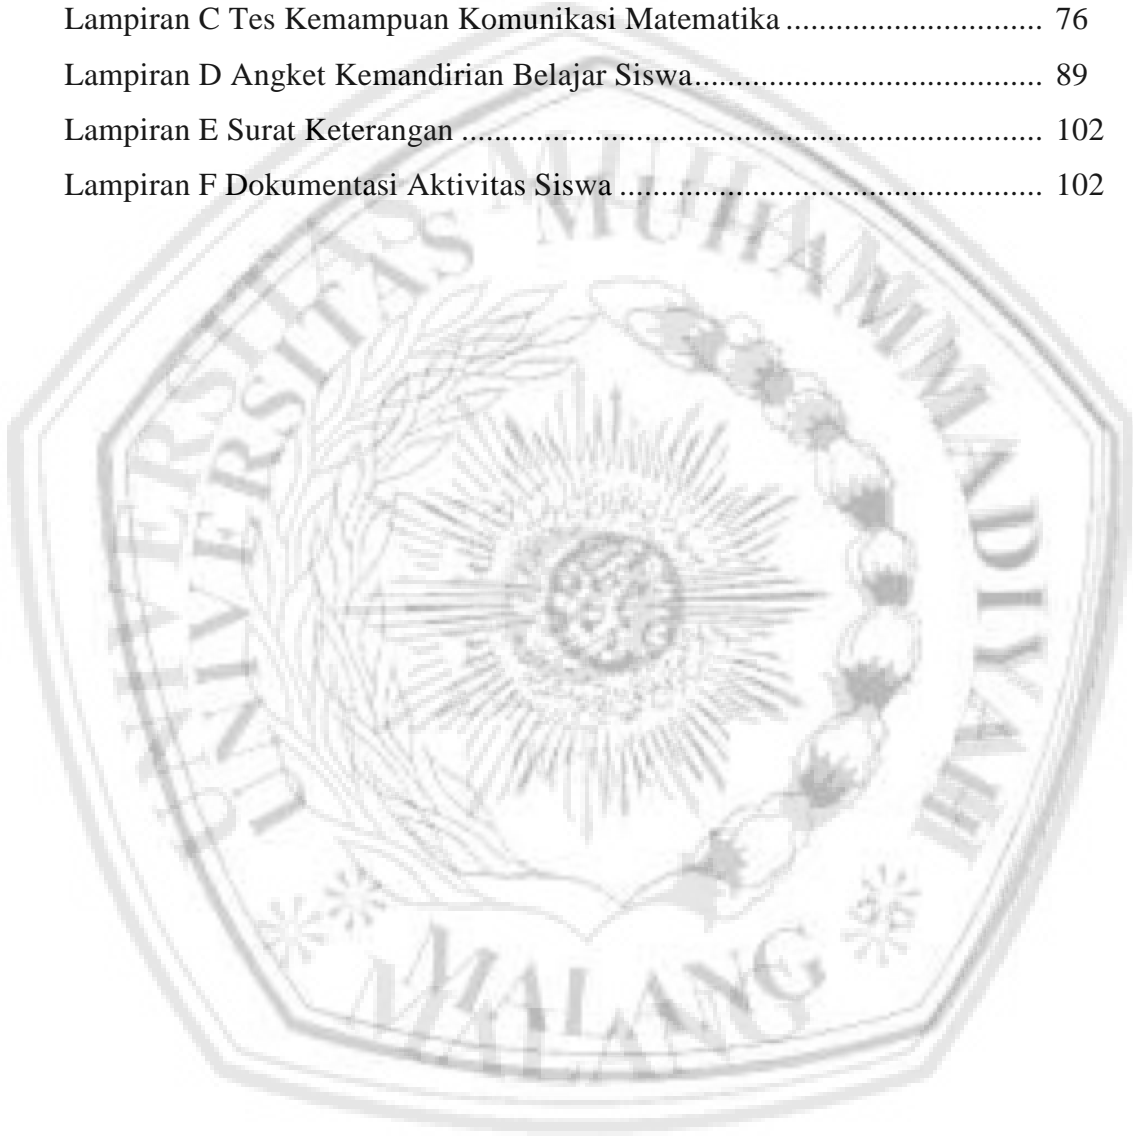 Lampiran C Tes Kemampuan Komunikasi Matematika ............................... 76
Lampiran D Angket Kemandirian Belajar Siswa.......................................... 89
Lampiran E Surat Keterangan ...................................................................... 102
Lampiran F Dokumentasi Aktivitas Siswa ................................................... 102
UNIVERSITAS MUHAMMADIYAH
MALANG